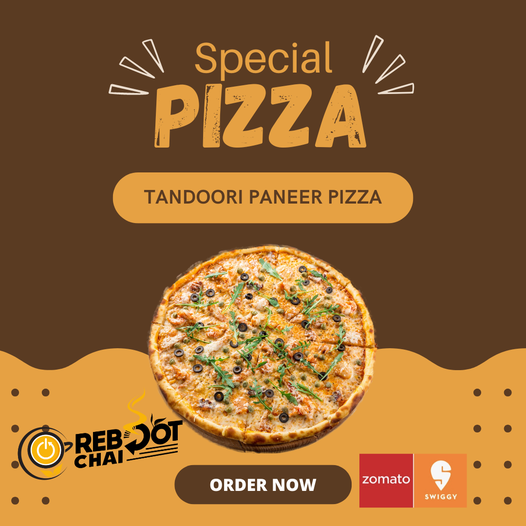 Special
PIZZA
TANDOORI PANEER PIZZA
REBOOT
CHAI
ORDER NOW
zomato
SWIGGY